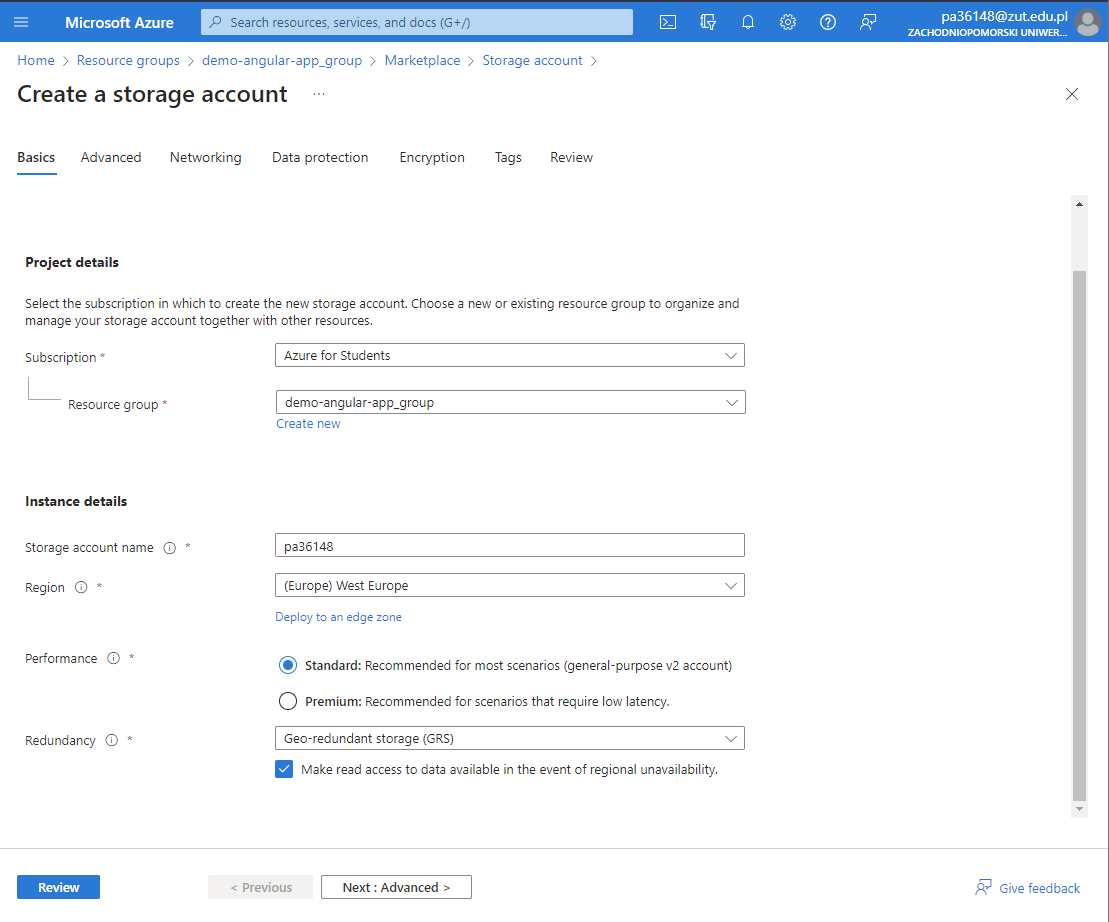 Microsoft Azure
Search resources, services, and docs (G+/)
pa36148@zut.edu.pl
ZACHODNIOPOMORSKI UNIWER...
Home > Resource groups > demo-angular-app_group > Marketplace > Storage account >
Create a storage account ...
Basics Advanced Networking Data protection Encryption Tags Review
Project details
Select the subscription in which to create the new storage account. Choose a new or existing resource group to organize and
manage your storage account together with other resources.
Subscription * Azure for Students
Resource group * demo-angular-app_group
Create new
Instance details
Storage account name * pa36148
Region * (Europe) West Europe
Deploy to an edge zone
Performance * Standard: Recommended for most scenarios (general-purpose v2 account)
Premium: Recommended for scenarios that require low latency.
Redundancy * Geo-redundant storage (GRS)
Make read access to data available in the event of regional unavailability.
Review < Previous Next : Advanced > Give feedback